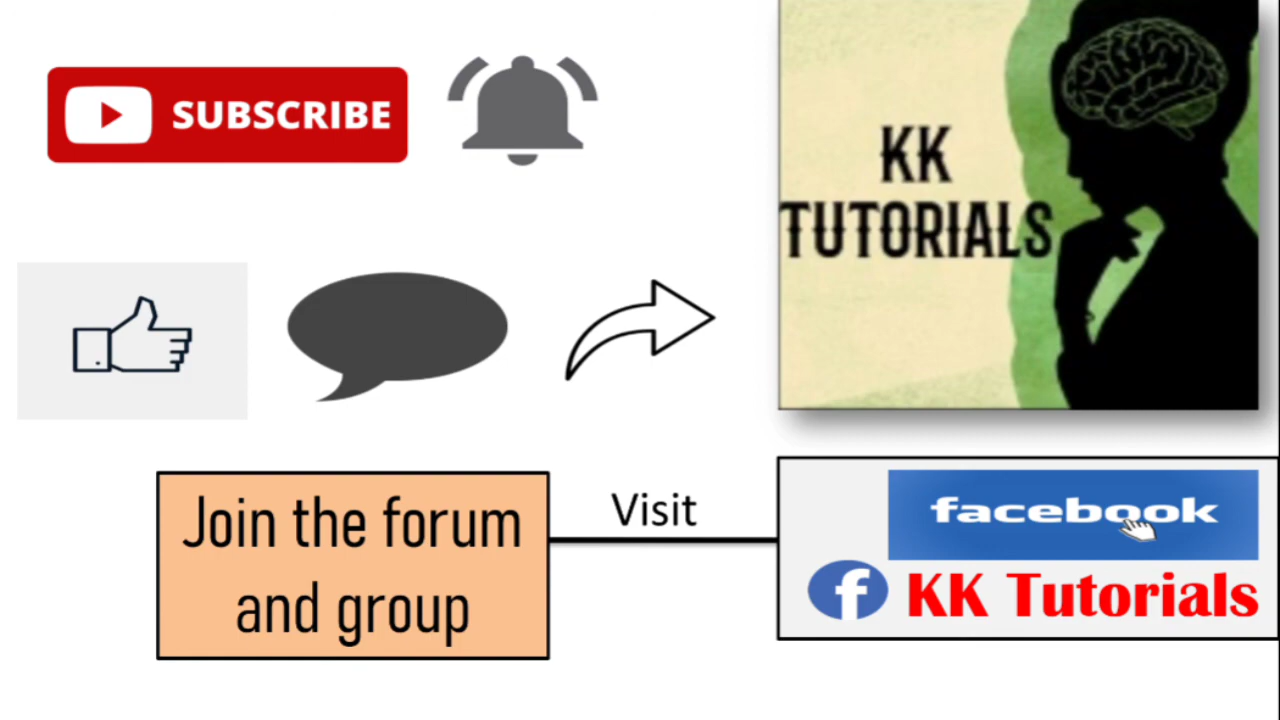 SUBSCRIBE
KK
TUTORIALS
Join the forum
and group
Visit
facebook
f KK Tutorials